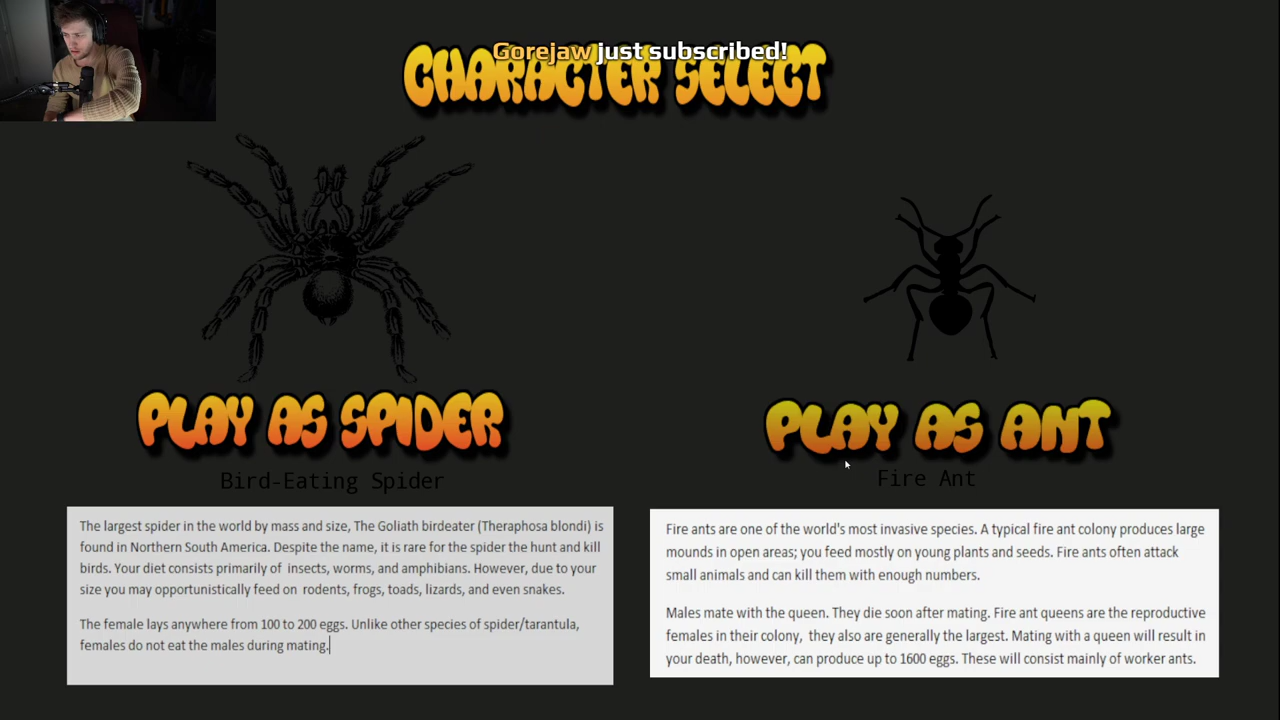 Gorejaw just subscribed!
CHARACTER SELECT
PLAY AS SPIDER
Bird-Eating Spider
The largest spider in the world by mass and size, The Goliath birdeater (Theraphosa blondi) is
found in Northern South America. Despite the name, it is rare for the spider the hunt and kill
birds. Your diet consists primarily of insects, worms, and amphibians. However, due to your
size you may opportunistically feed on rodents, frogs, toads, lizards, and even snakes.
The female lays anywhere from 100 to 200 eggs. Unlike other species of spider/tarantula,
females do not eat the males during mating.
PLAY AS ANT
Fire Ant
Fire ants are one of the world's most invasive species. A typical fire ant colony produces large
mounds in open areas; you feed mostly on young plants and seeds. Fire ants often attack
small animals and can kill them with enough numbers.
Males mate with the queen. They die soon after mating. Fire ant queens are the reproductive
females in their colony, they also are generally the largest. Mating with a queen will result in
your death, however, can produce up to 1600 eggs. These will consist mainly of worker ants.